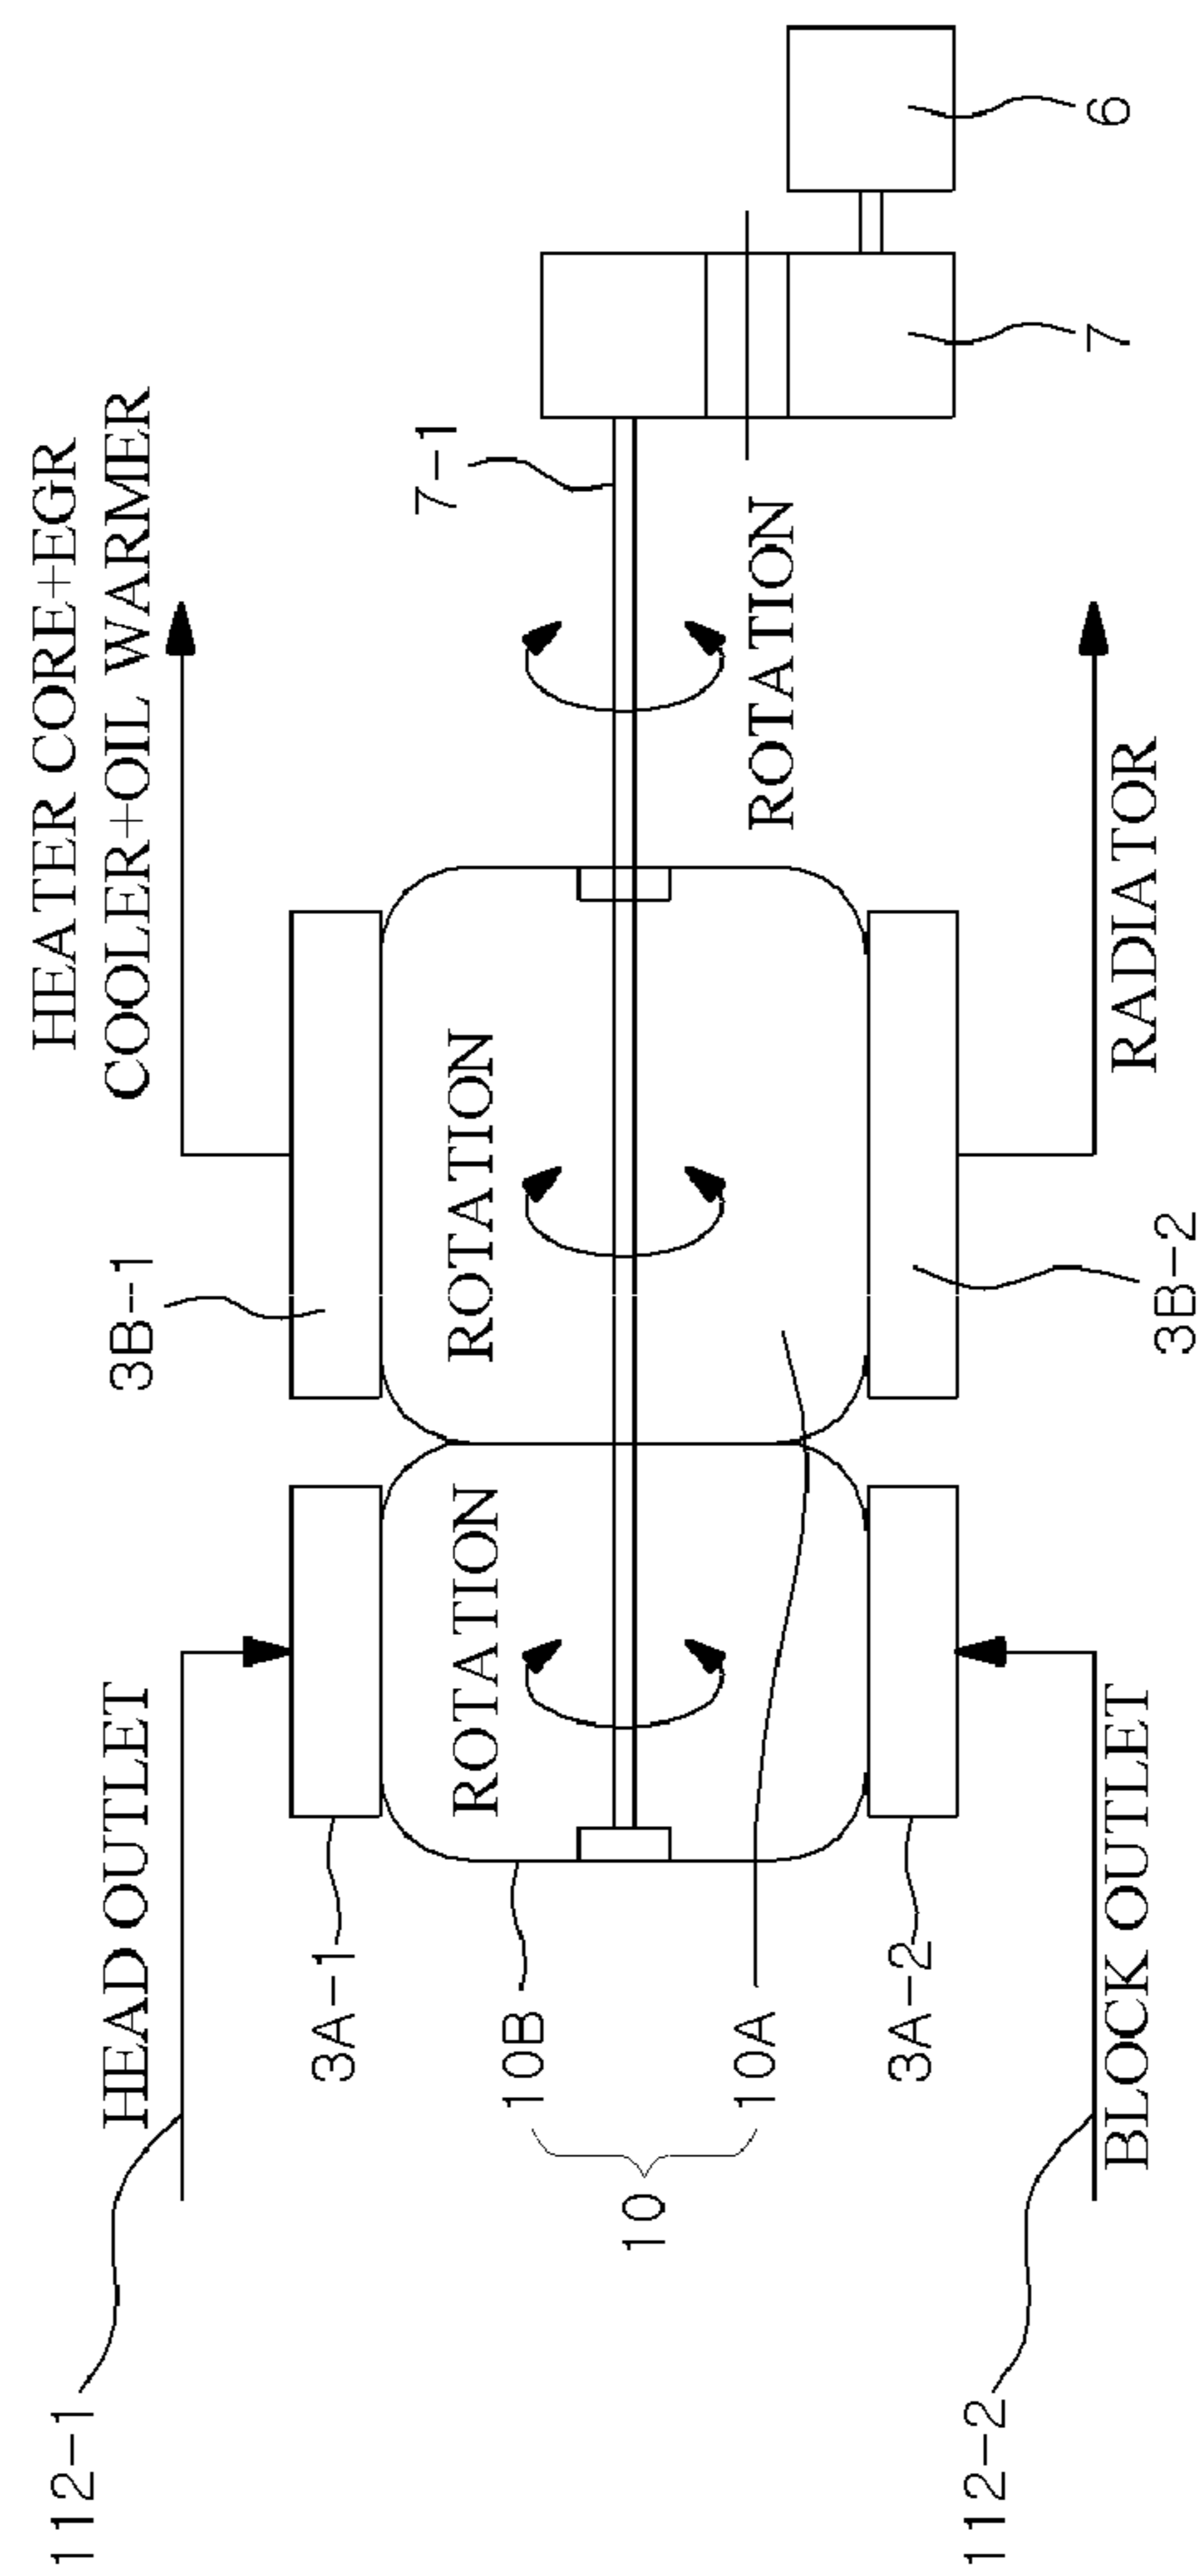 HEATER CORE+EGR
COOLER+OIL WARMER
HEAD OUTLET
112-1
3A-1
3B-1
7-1
ROTATION
ROTATION
ROTATION
10B
10
10A
3A-2
3B-2
7
6
BLOCK OUTLET
112-2
RADIATOR